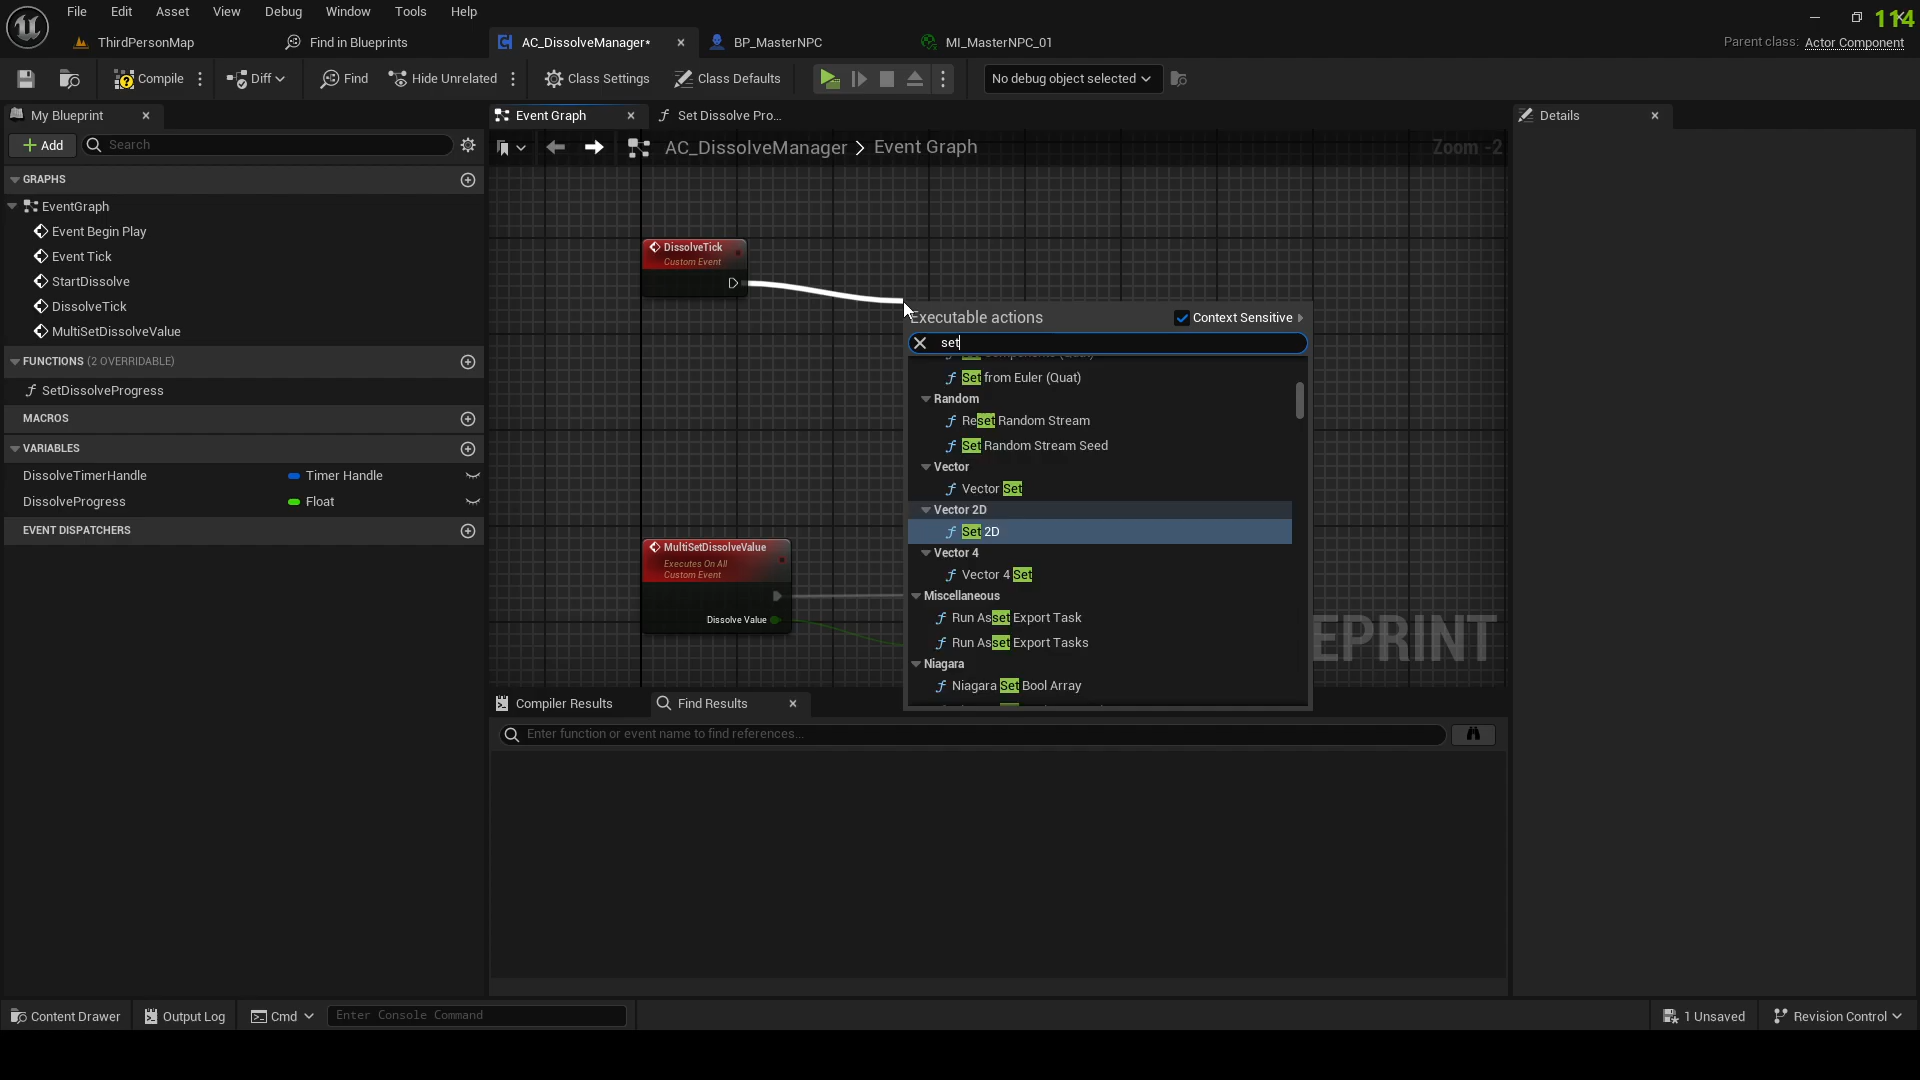 File Edit Asset View Debug Window Tools Help
114
ThirdPersonMap
Find in Blueprints
AC_DissolveManager*
BP_MasterNPC
MI_MasterNPC_01
Parent class: Actor Component
Compile
Diff
Find
Hide Unrelated
Class Settings
Class Defaults
No debug object selected
My Blueprint
Event Graph
Set Dissolve Pro...
Details
Add
Search
AC_DissolveManager > Event Graph
Zoom -2
GRAPHS
EventGraph
Event Begin Play
Event Tick
StartDissolve
DissolveTick
MultiSetDissolveValue
FUNCTIONS (2 OVERRIDABLE)
SetDissolveProgress
MACROS
VARIABLES
DissolveTimerHandle Timer Handle
DissolveProgress Float
EVENT DISPATCHERS
DissolveTick
Custom Event
MultiSetDissolveValue
Executes On All
Custom Event
Dissolve Value
Executable actions
Context Sensitive
set
Set from Euler (Quat)
Random
Reset Random Stream
Set Random Stream Seed
Vector
Vector Set
Vector 2D
Set 2D
Vector 4
Vector 4 Set
Miscellaneous
Run Asset Export Task
Run Asset Export Tasks
Niagara
Niagara Set Bool Array
EPRINT
Compiler Results
Find Results
Enter function or event name to find references...
Content Drawer
Output Log
Cmd
Enter Console Command
1 Unsaved
Revision Control